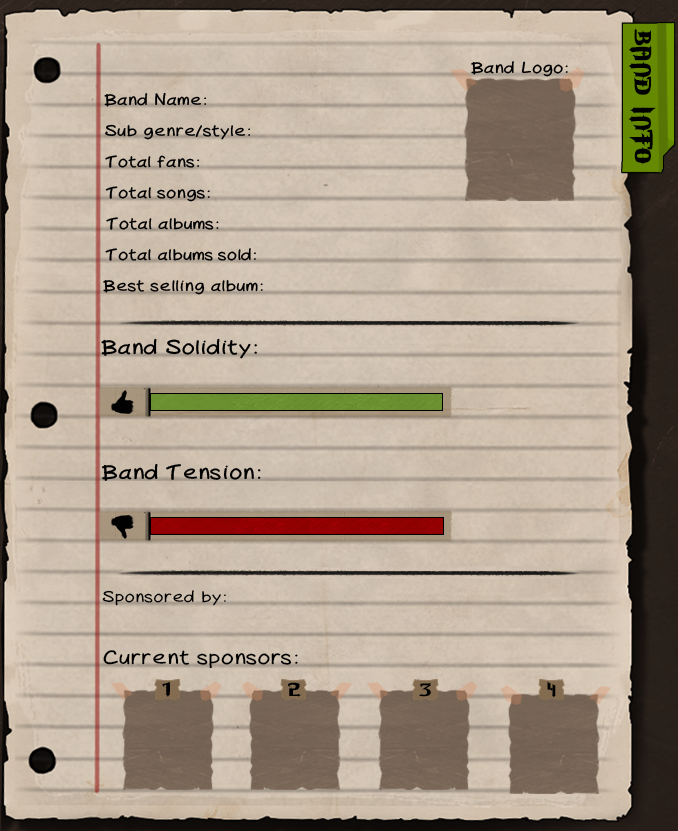 BAND INFO
Band Logo:
Band Name:
Sub genre/style:
Total fans:
Total songs:
Total albums:
Total albums sold:
Best selling album:
Band Solidity:
Band Tension:
Sponsored by:
Current sponsors:
1 2 3 4